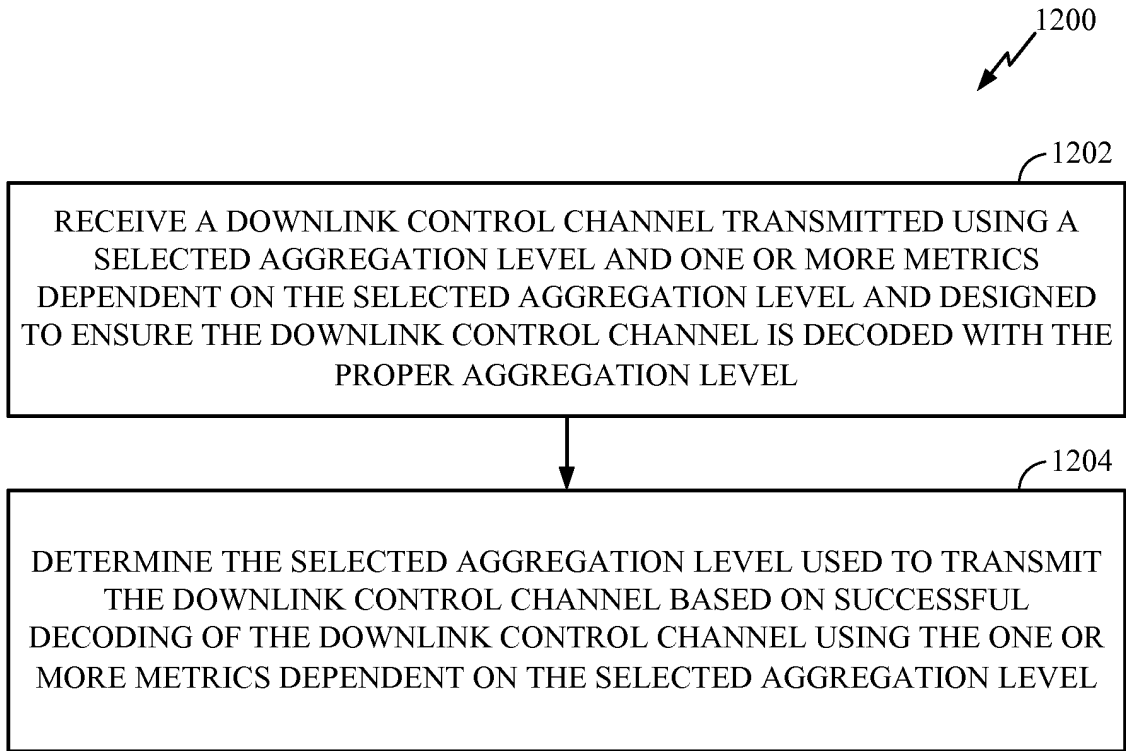 1200
1202
RECEIVE A DOWNLINK CONTROL CHANNEL TRANSMITTED USING A
SELECTED AGGREGATION LEVEL AND ONE OR MORE METRICS
DEPENDENT ON THE SELECTED AGGREGATION LEVEL AND DESIGNED
TO ENSURE THE DOWNLINK CONTROL CHANNEL IS DECODED WITH THE
PROPER AGGREGATION LEVEL
1204
DETERMINE THE SELECTED AGGREGATION LEVEL USED TO TRANSMIT
THE DOWNLINK CONTROL CHANNEL BASED ON SUCCESSFUL
DECODING OF THE DOWNLINK CONTROL CHANNEL USING THE ONE OR
MORE METRICS DEPENDENT ON THE SELECTED AGGREGATION LEVEL